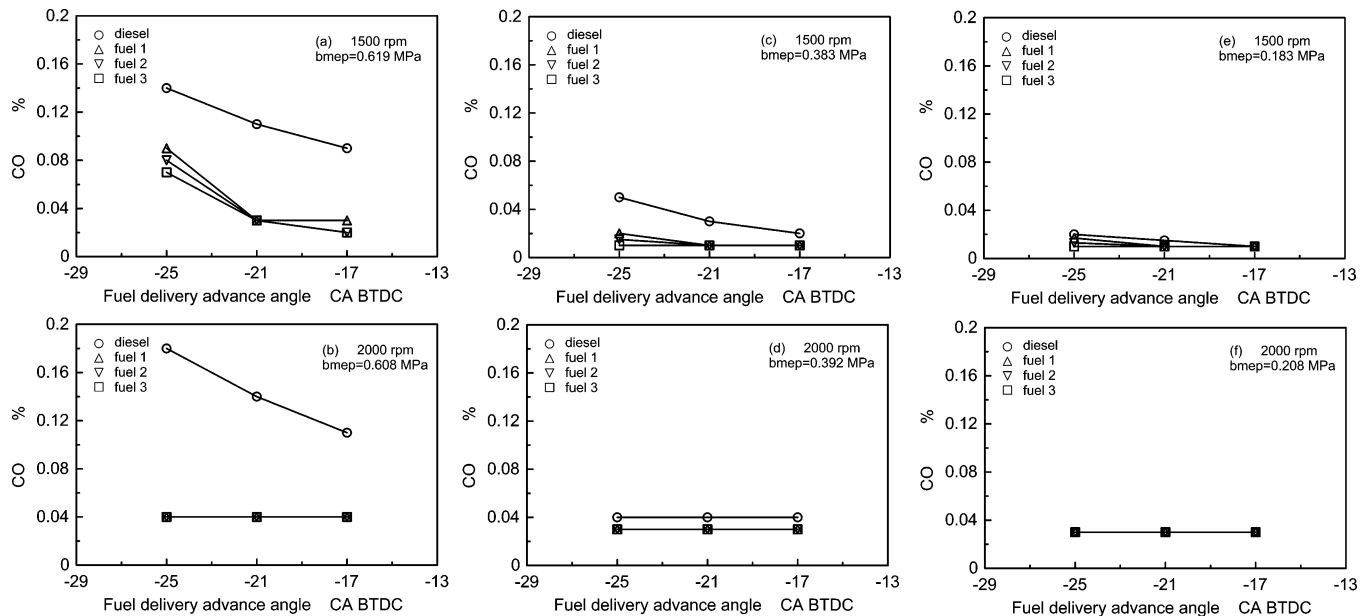 0.2
0.16
0.12
0.08
0.04
0
CO %
diesel
fuel 1
fuel 2
fuel 3
(a) 1500 rpm
bmep=0.619 MPa
-29 -25 -21 -17 -13
Fuel delivery advance angle CA BTDC
0.2
0.16
0.12
0.08
0.04
0
CO %
diesel
fuel 1
fuel 2
fuel 3
(c) 1500 rpm
bmep=0.383 MPa
-29 -25 -21 -17 -13
Fuel delivery advance angle CA BTDC
0.2
0.16
0.12
0.08
0.04
0
CO %
diesel
fuel 1
fuel 2
fuel 3
(e) 1500 rpm
bmep=0.183 MPa
-29 -25 -21 -17 -13
Fuel delivery advance angle CA BTDC
0.2
0.16
0.12
0.08
0.04
0
CO %
diesel
fuel 1
fuel 2
fuel 3
(b) 2000 rpm
bmep=0.608 MPa
-29 -25 -21 -17 -13
Fuel delivery advance angle CA BTDC
0.2
0.16
0.12
0.08
0.04
0
CO %
diesel
fuel 1
fuel 2
fuel 3
(d) 2000 rpm
bmep=0.392 MPa
-29 -25 -21 -17 -13
Fuel delivery advance angle CA BTDC
0.2
0.16
0.12
0.08
0.04
0
CO %
diesel
fuel 1
fuel 2
fuel 3
(f) 2000 rpm
bmep=0.208 MPa
-29 -25 -21 -17 -13
Fuel delivery advance angle CA BTDC